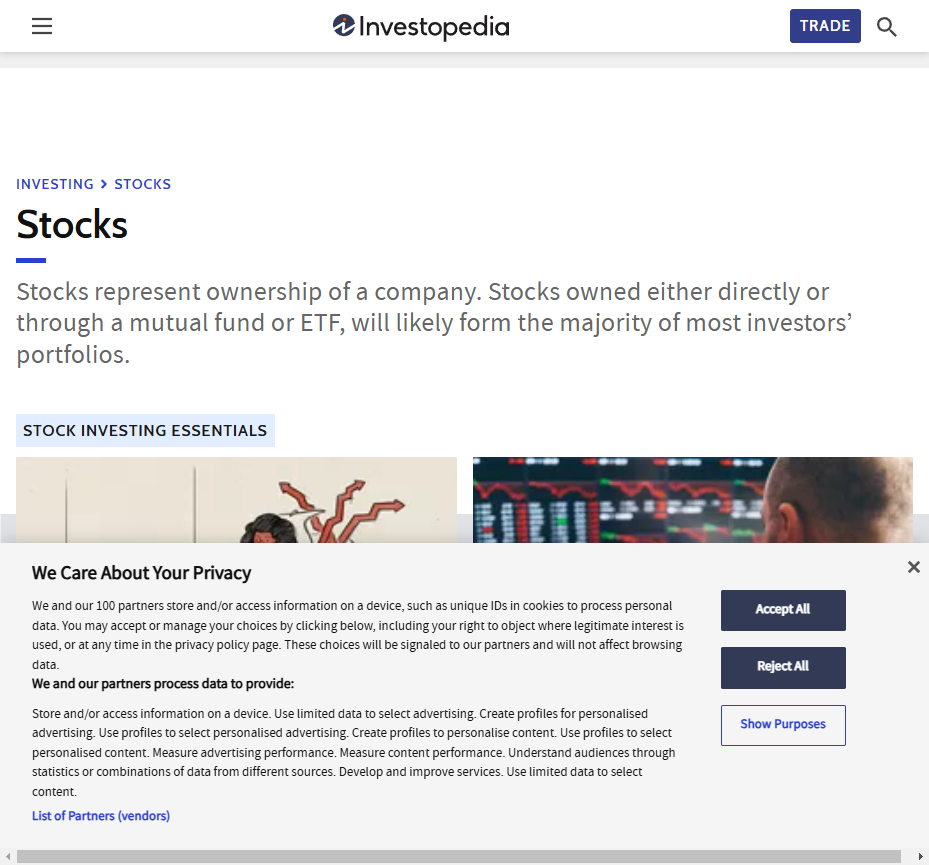 Investopedia
TRADE
INVESTING > STOCKS
Stocks
Stocks represent ownership of a company. Stocks owned either directly or
through a mutual fund or ETF, will likely form the majority of most investors’
portfolios.
STOCK INVESTING ESSENTIALS
We Care About Your Privacy
We and our 100 partners store and/or access information on a device, such as unique IDs in cookies to process personal
data. You may accept or manage your choices by clicking below, including your right to object where legitimate interest is
used, or at any time in the privacy policy page. These choices will be signaled to our partners and will not affect browsing
data.
We and our partners process data to provide:
Store and/or access information on a device. Use limited data to select advertising. Create profiles for personalised
advertising. Use profiles to select personalised advertising. Create profiles to personalise content. Use profiles to select
personalised content. Measure advertising performance. Measure content performance. Understand audiences through
statistics or combinations of data from different sources. Develop and improve services. Use limited data to select
content.
List of Partners (vendors)
Accept All
Reject All
Show Purposes